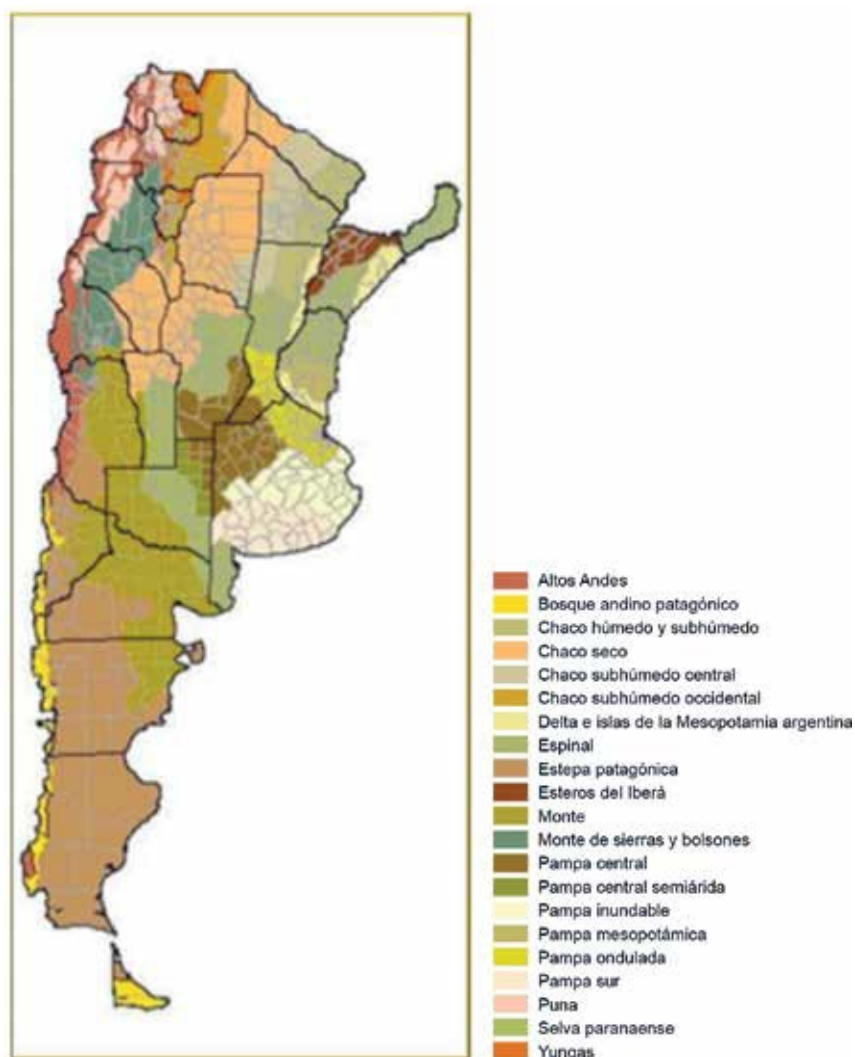 Altos Andes
Bosque andino patagónico
Chaco húmedo y subhúmedo
Chaco seco
Chaco subhúmedo central
Chaco subhúmedo occidental
Delta e islas de la Mesopotamia argentina
Espinal
Estepa patagónica
Esteros del Iberá
Monte
Monte de sierras y bolsones
Pampa central
Pampa central semiárida
Pampa inundable
Pampa mesopotámica
Pampa ondulada
Pampa sur
Puna
Selva paranaense
Yungas